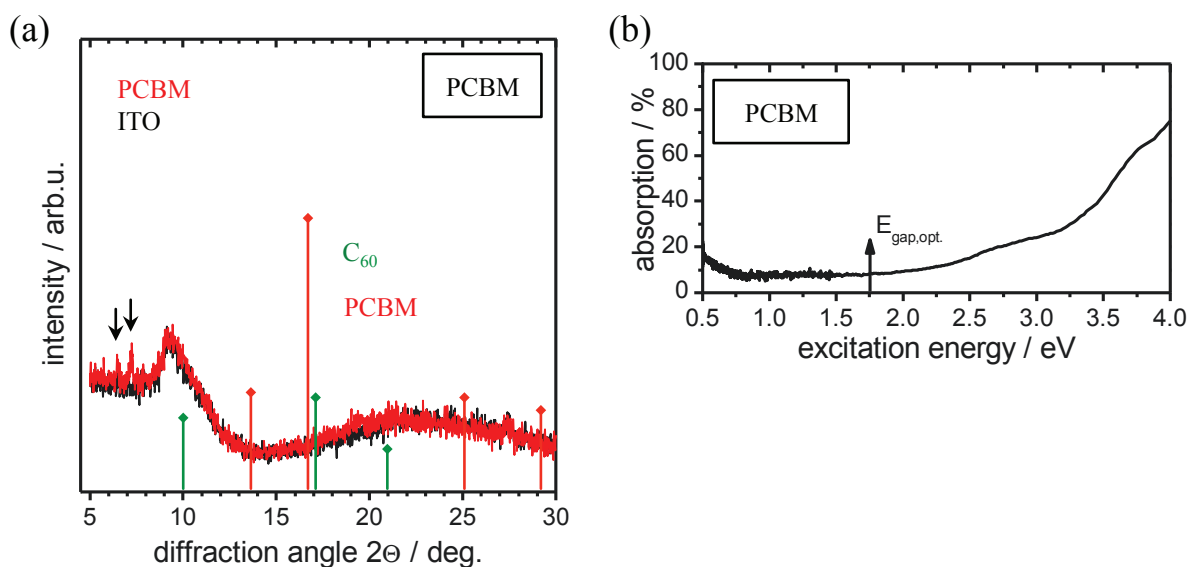 (a)
PCBM
ITO
PCBM
C₆₀
PCBM
intensity / arb.u.
5 10 15 20 25 30
diffraction angle 2Θ / deg.
(b)
100
80
60
40
20
0
PCBM
E_gap,opt.
absorption / %
0.5 1.0 1.5 2.0 2.5 3.0 3.5 4.0
excitation energy / eV